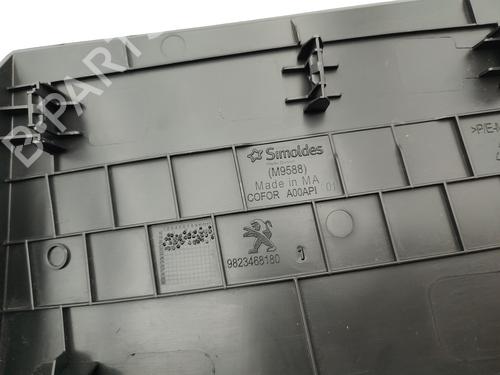 B-PARTS
Simoldes
(M9588)
Made in MA
COFOR A00API 01
>P/E-
9823468180